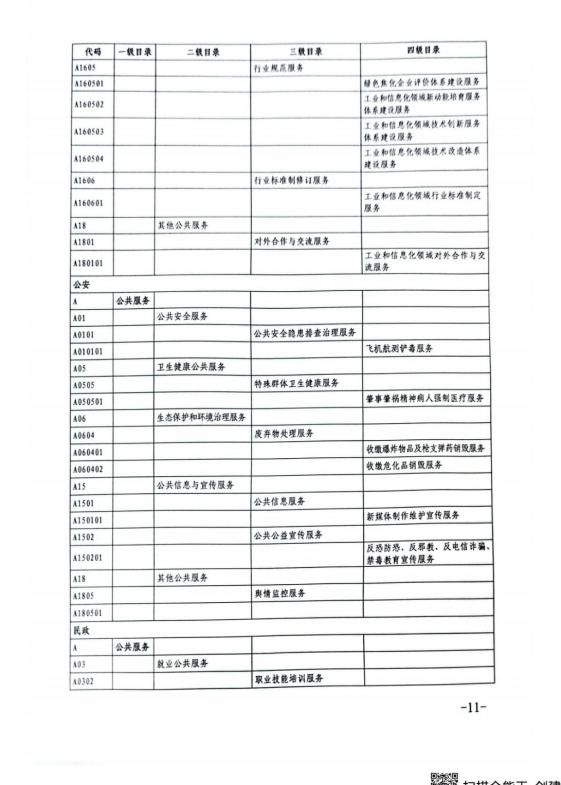 代码 一级目录 二级目录 三级目录 四级目录
A1605 行业规范服务
A160501 绿色焦化企业评价体系建设服务
A160502 工业和信息化领域新动能培育服务
体系建设服务
A160503 工业和信息化领域技术创新服务
体系建设服务
A160504 工业和信息化领域技术改造体系
建设服务
A1606 行业标准制修订服务
A160601 工业和信息化领域行业标准制定
服务
A18 其他公共服务
A1801 对外合作与交流服务
A180101 工业和信息化领域对外合作与交
流服务
公安
A 公共服务
A01 公共安全服务
A0101 公共安全隐患排查治理服务
A010101 飞机航测铲毒服务
A05 卫生健康公共服务
A0505 特殊群体卫生健康服务
A050501 肇事肇祸精神病人强制医疗服务
A06 生态保护和环境治理服务
A0604 废弃物处理服务
A060401 收缴爆炸物品及枪支弹药销毁服务
A060402 收缴危化品销毁服务
A15 公共信息与宣传服务
A1501 公共信息服务
A150101 新媒体制作维护宣传服务
A1502 公共公益宣传服务
A150201 反恐防恐、反邪教、反电信诈骗、
禁毒教育宣传服务
A18 其他公共服务
A1805 舆情监控服务
A180501
民政
A 公共服务
A03 就业公共服务
A0302 职业技能培训服务
-11-